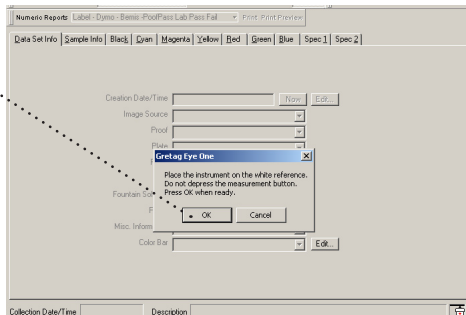 Numeric Reports Label - Dymo - Bemis -PoofPass Lab Pass Fail Print Print Preview
Data Set Info Sample Info Black Cyan Magenta Yellow Red Green Blue Spec 1 Spec 2
Creation Date/Time Now Edit...
Image Source
Proof
Plate
Gretag Eye One
Place the instrument on the white reference.
Do not depress the measurement button.
Press OK when ready.
Fountain Sol
OK Cancel
Misc. Inform
Color Bar Edit...
Collection Date/Time Description